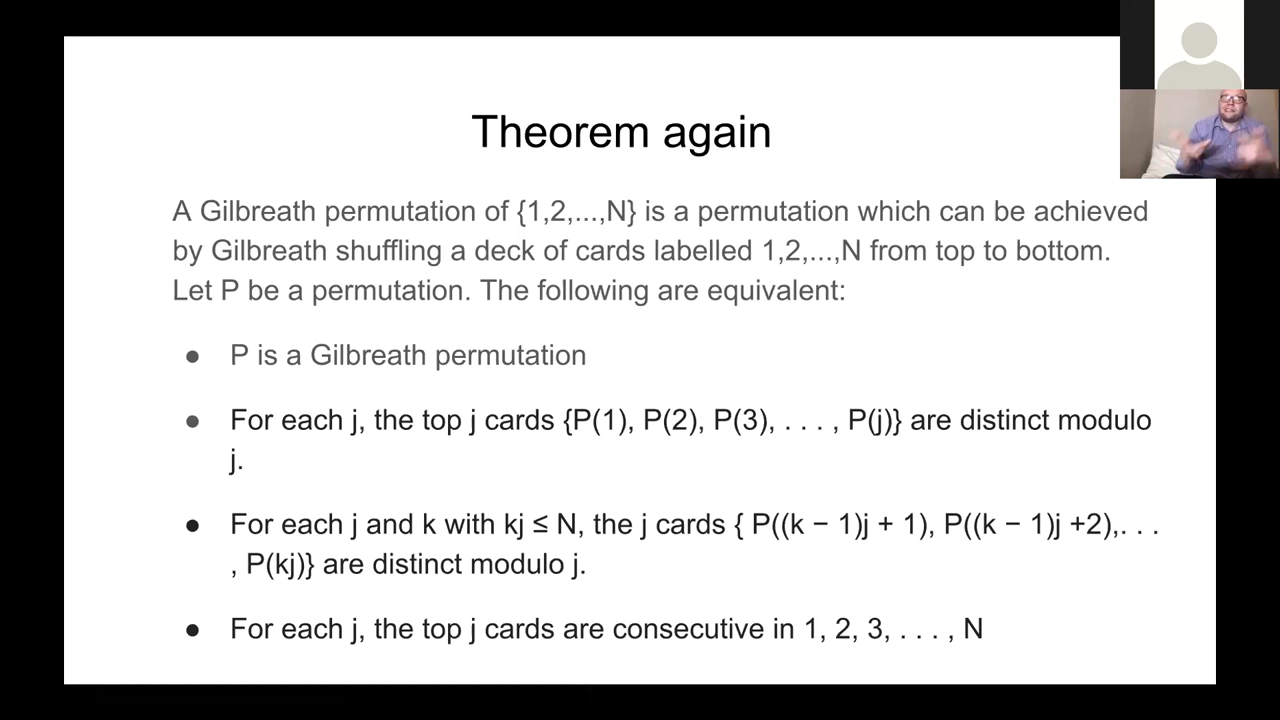 Theorem again
A Gilbreath permutation of {1,2,...,N} is a permutation which can be achieved
by Gilbreath shuffling a deck of cards labelled 1,2,...,N from top to bottom.
Let P be a permutation. The following are equivalent:
● P is a Gilbreath permutation
● For each j, the top j cards {P(1), P(2), P(3), . . . , P(j)} are distinct modulo
j.
● For each j and k with kj ≤ N, the j cards { P((k − 1)j + 1), P((k − 1)j +2),. . .
, P(kj)} are distinct modulo j.
● For each j, the top j cards are consecutive in 1, 2, 3, . . . , N